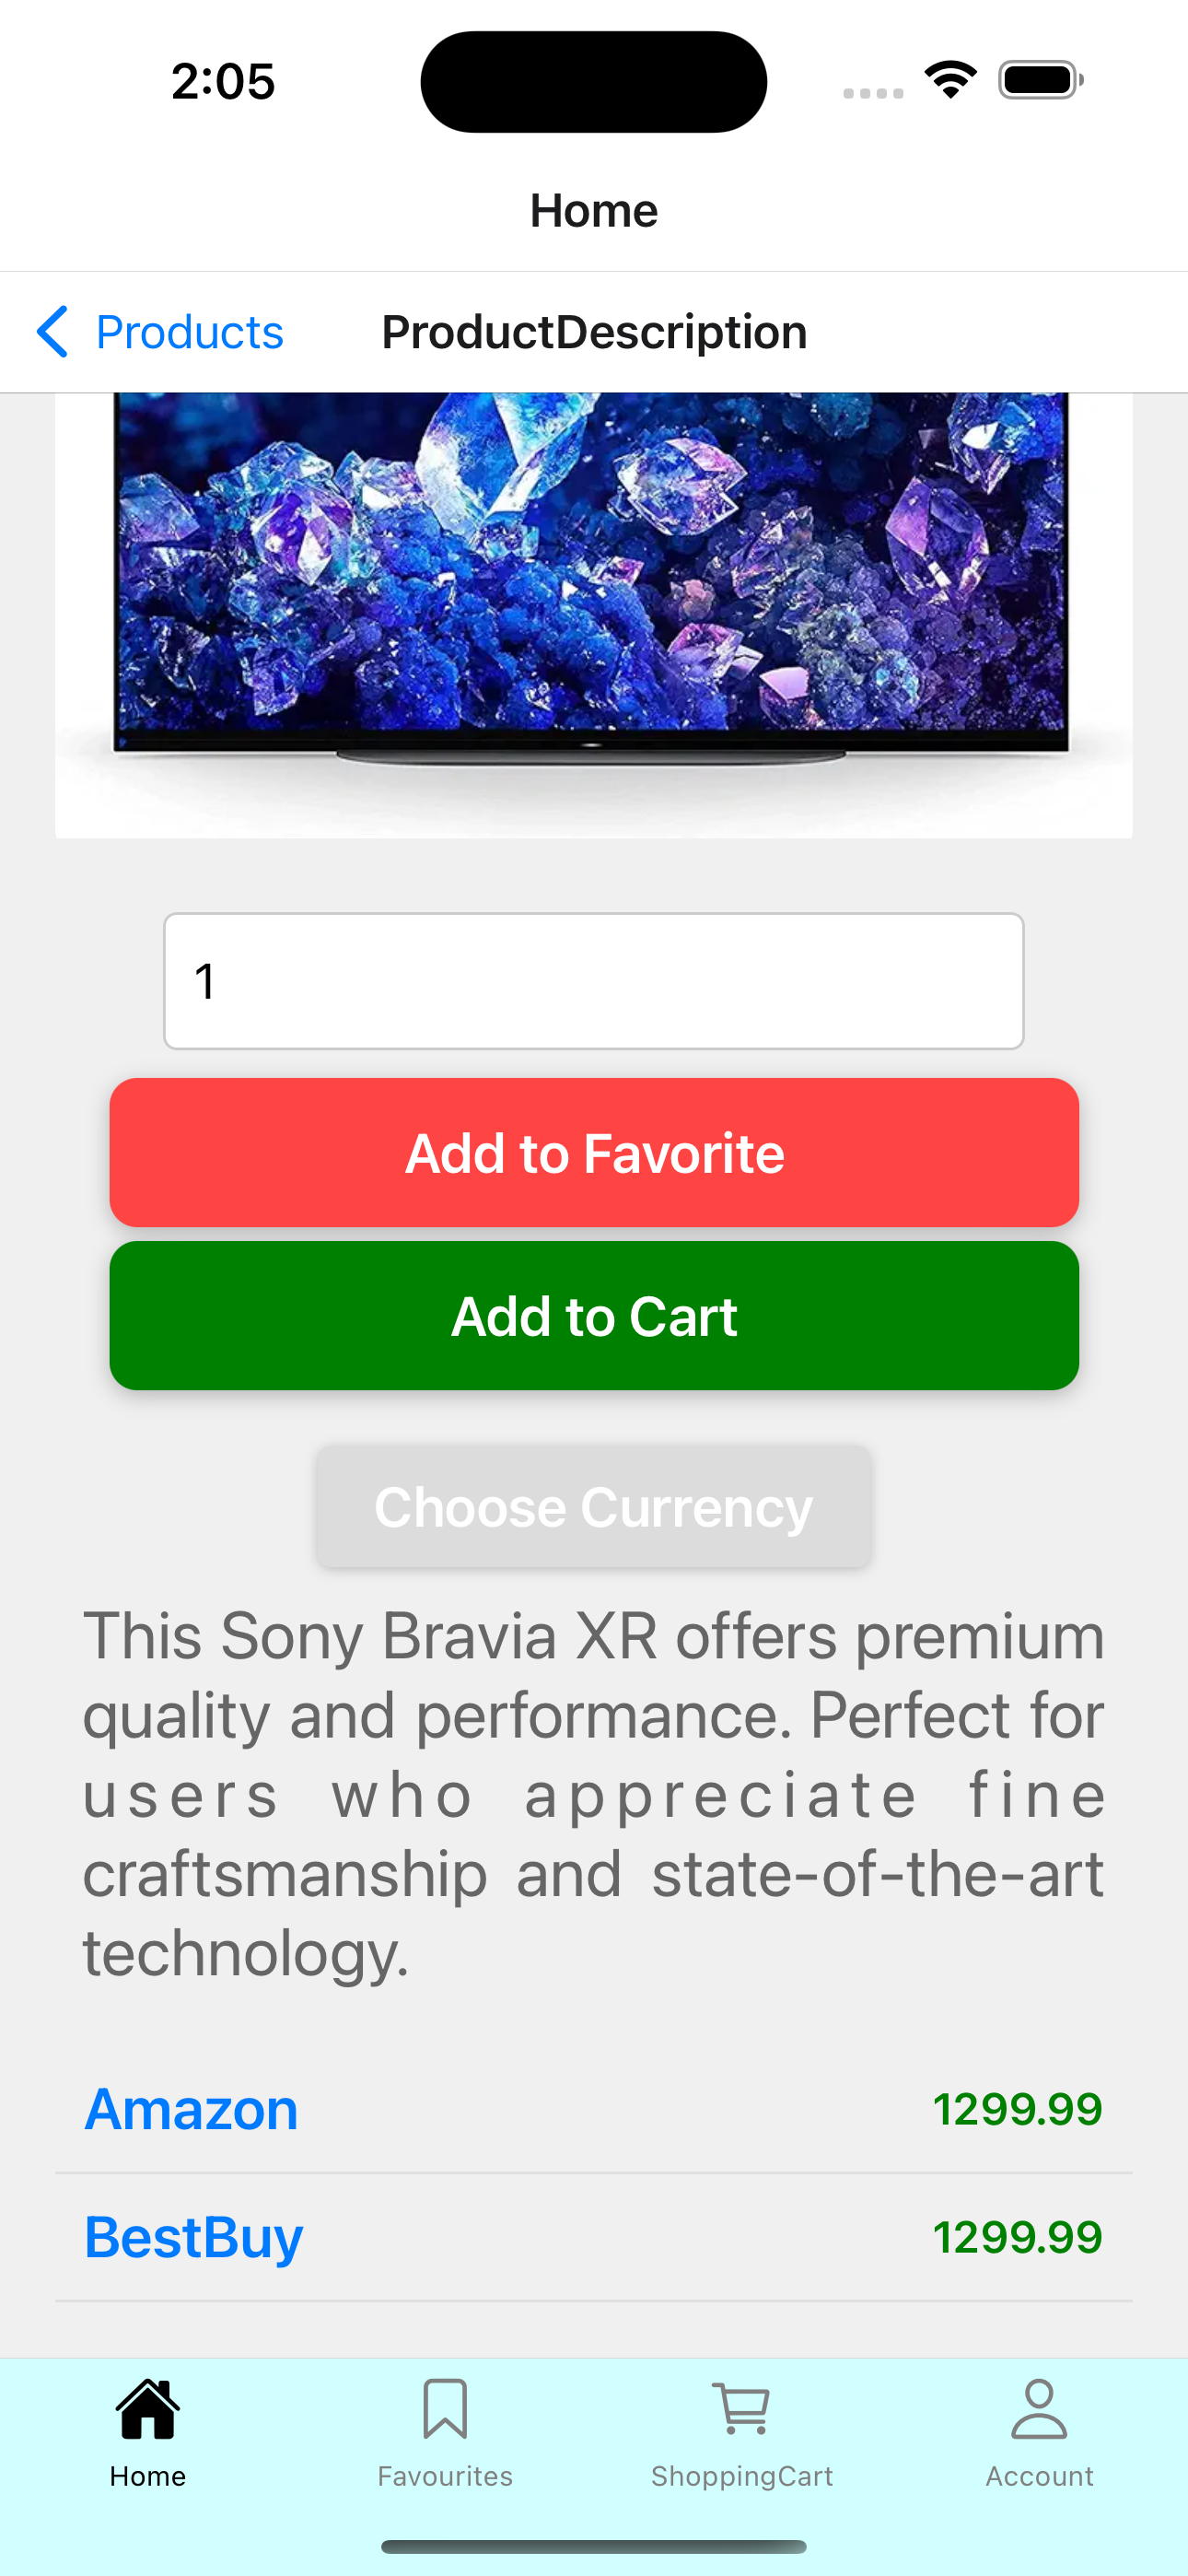 2:05
Home
Products
ProductDescription
1
Add to Favorite
Add to Cart
Choose Currency
This Sony Bravia XR offers premium
quality and performance. Perfect for
users who appreciate fine
craftsmanship and state-of-the-art
technology.
Amazon 1299.99
BestBuy 1299.99
Home
Favourites
ShoppingCart
Account